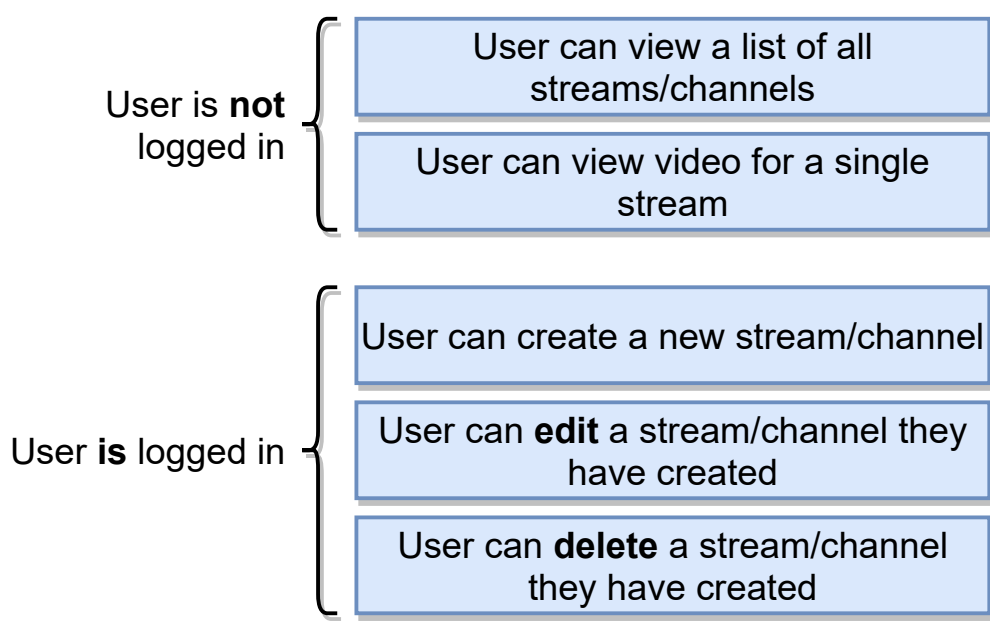 User is not
logged in
User can view a list of all
streams/channels
User can view video for a single
stream
User is logged in
User can create a new stream/channel
User can edit a stream/channel they
have created
User can delete a stream/channel
they have created